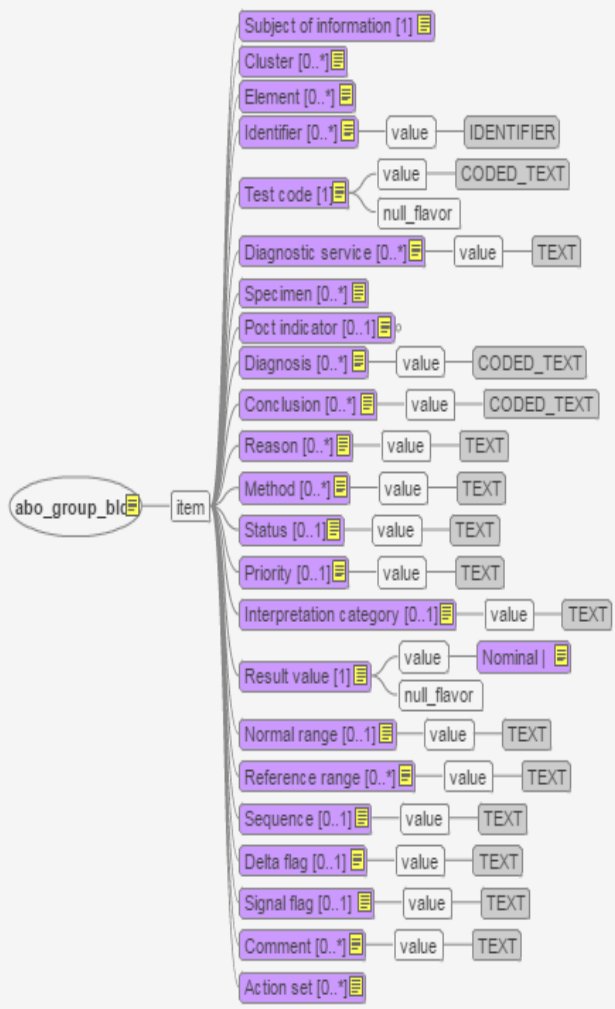 Subject of information [1]
Cluster [0..*]
Element [0..*]
Identifier [0..*] value IDENTIFIER
Test code [1] value CODED_TEXT
null_flavor
Diagnostic service [0..*] value TEXT
Specimen [0..*]
Poct indicator [0..1]
Diagnosis [0..*] value CODED_TEXT
Conclusion [0..*] value CODED_TEXT
Reason [0..*] value TEXT
Method [0..*] value TEXT
abo_group_blo item
Status [0..1] value TEXT
Priority [0..1] value TEXT
Interpretation category [0..1] value TEXT
Result value [1] value Nominal |
null_flavor
Normal range [0..1] value TEXT
Reference range [0..*] value TEXT
Sequence [0..1] value TEXT
Delta flag [0..1] value TEXT
Signal flag [0..1] value TEXT
Comment [0..*] value TEXT
Action set [0..*]